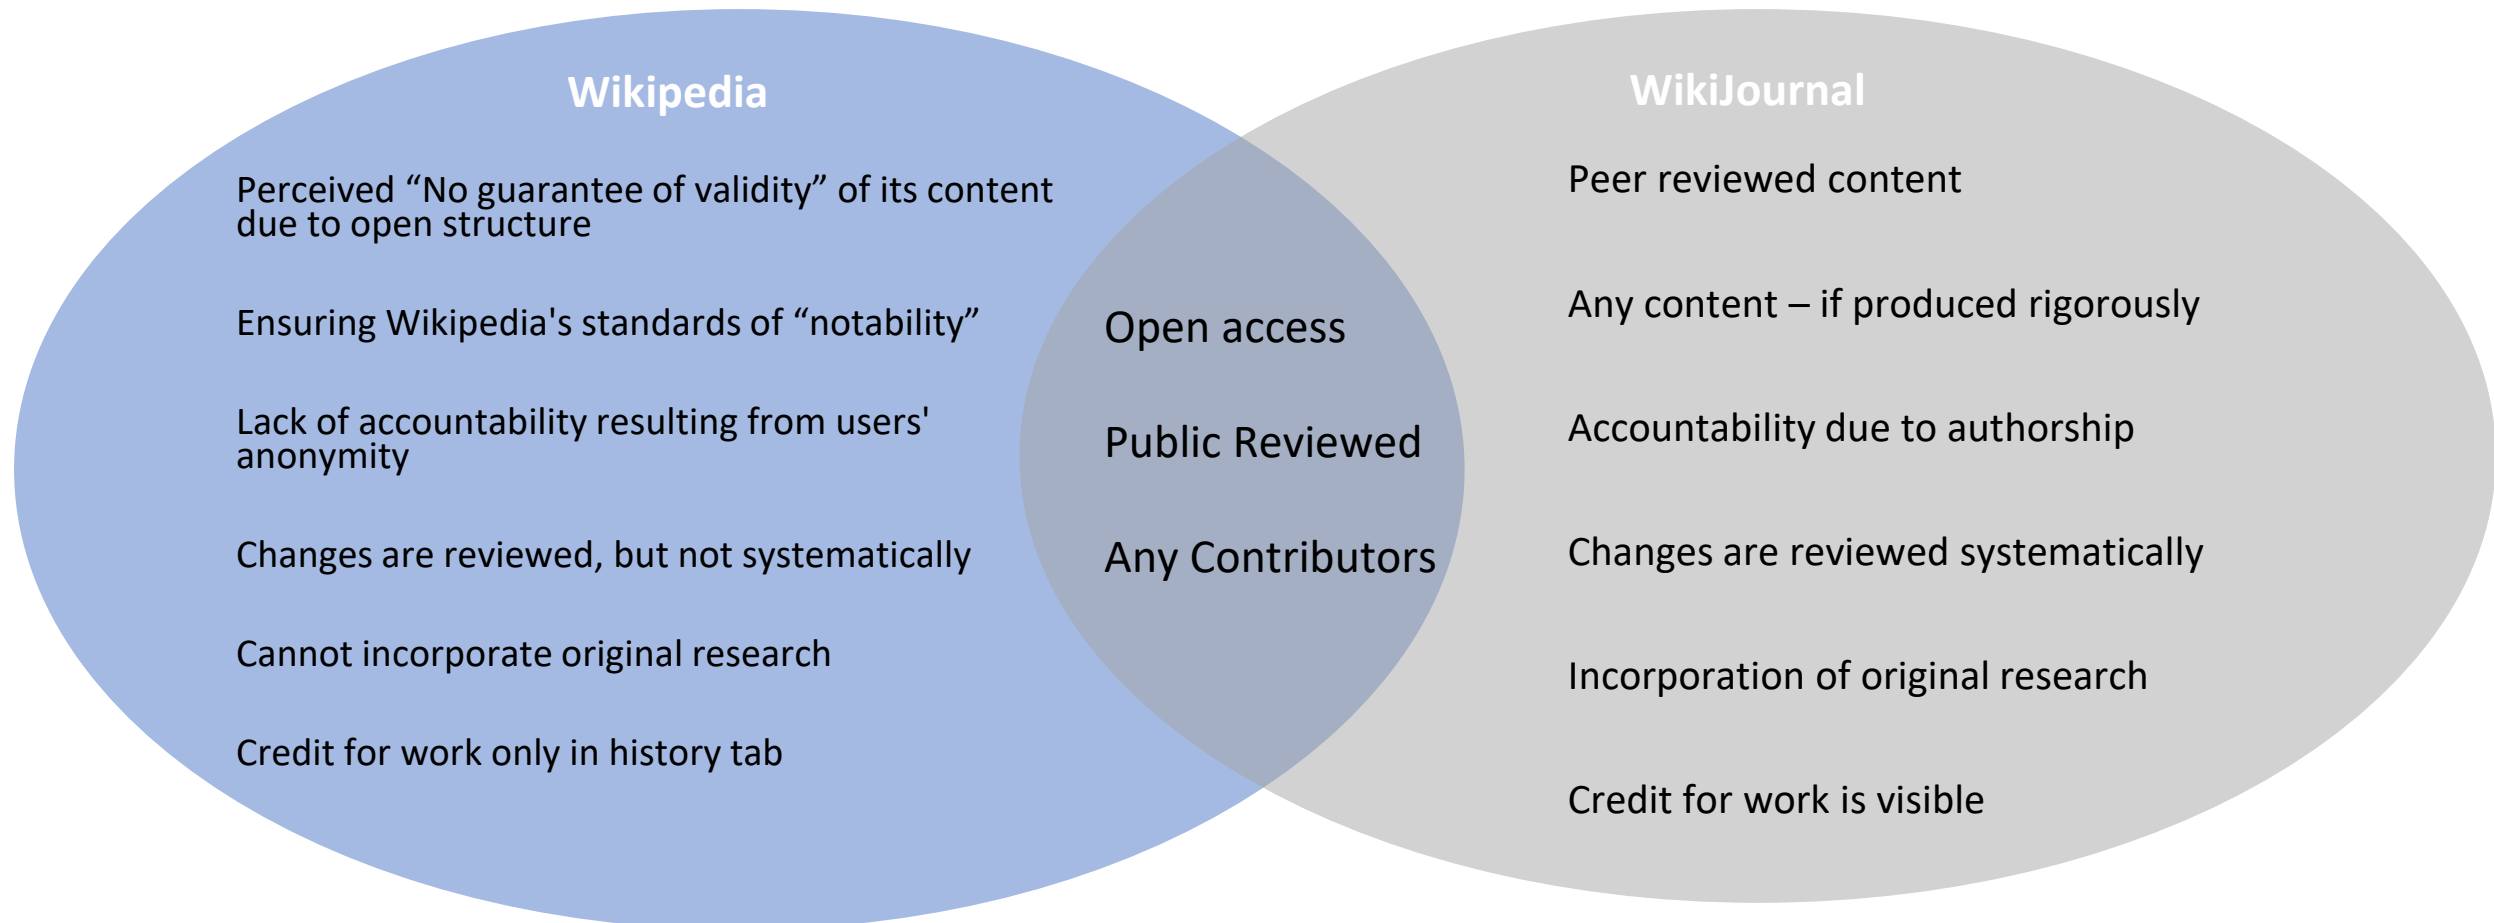 Wikipedia
Perceived “No guarantee of validity” of its content
due to open structure
Ensuring Wikipedia's standards of “notability”
Lack of accountability resulting from users'
anonymity
Changes are reviewed, but not systematically
Cannot incorporate original research
Credit for work only in history tab
Open access
Public Reviewed
Any Contributors
WikiJournal
Peer reviewed content
Any content – if produced rigorously
Accountability due to authorship
Changes are reviewed systematically
Incorporation of original research
Credit for work is visible